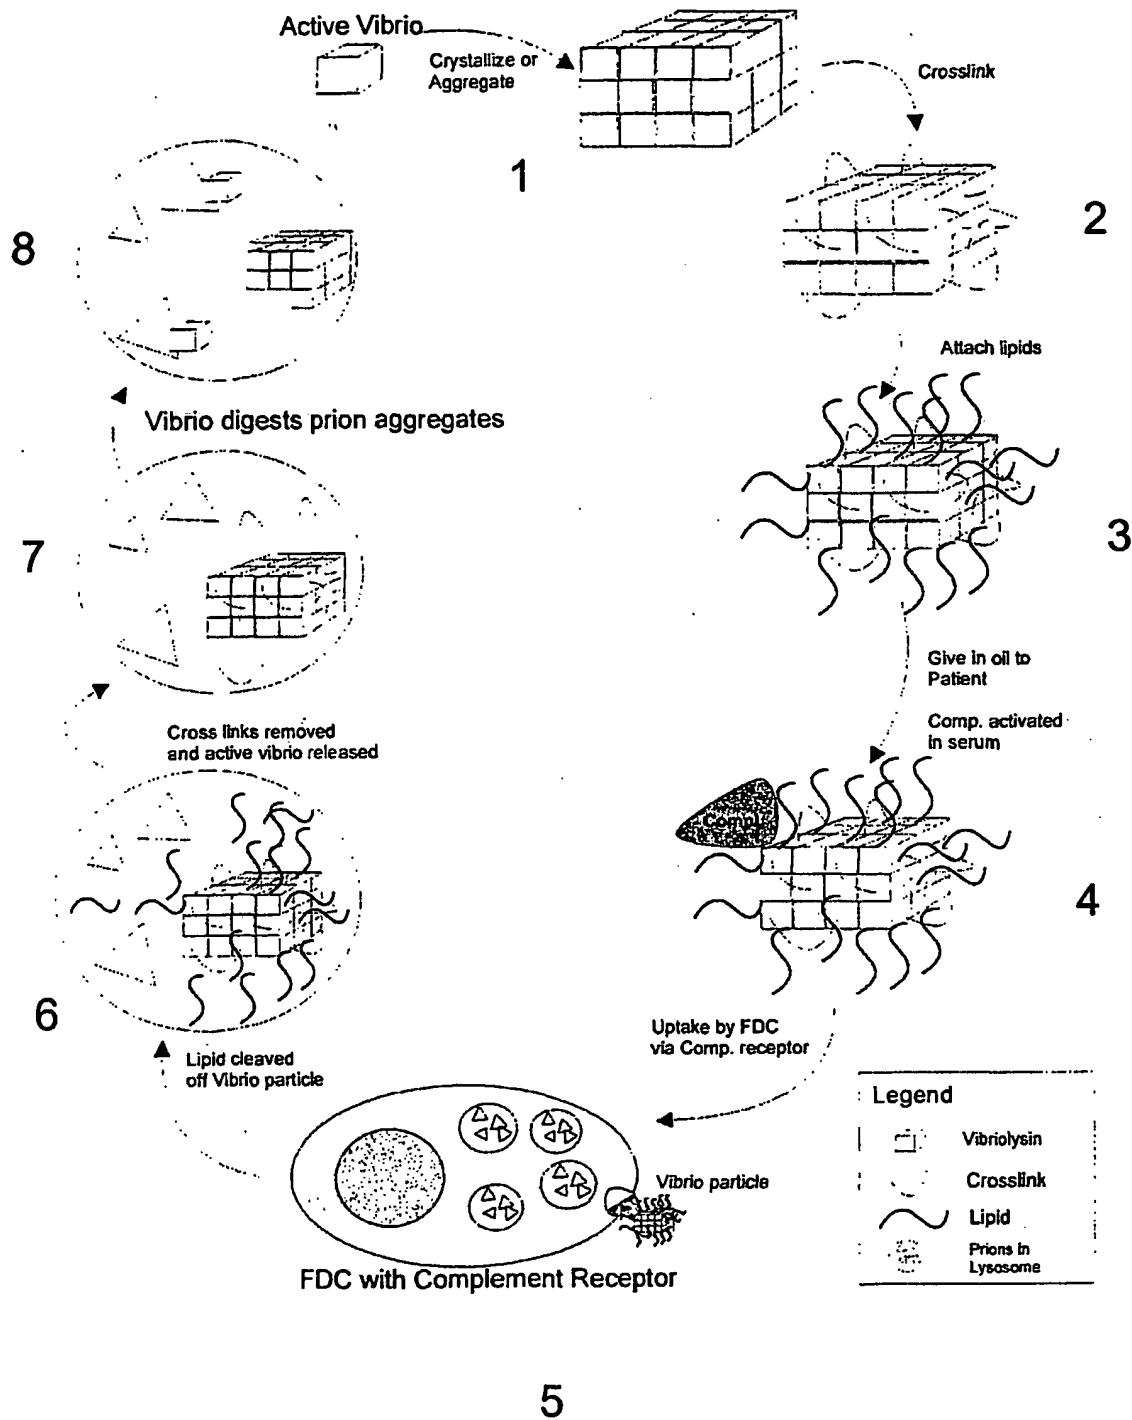 Active Vibrio
Crystallize or
Aggregate
1
Crosslink
2
Attach lipids
3
Give in oil to
Patient
Comp. activated
in serum
Compl
4
Uptake by FDC
via Comp. receptor
Vibrio particle
FDC with Complement Receptor
5
Lipid cleaved
off Vibrio particle
6
Cross links removed
and active vibrio released
7
Vibrio digests prion aggregates
8
Legend
Vibriolysin
Crosslink
Lipid
Prions in
Lysosome